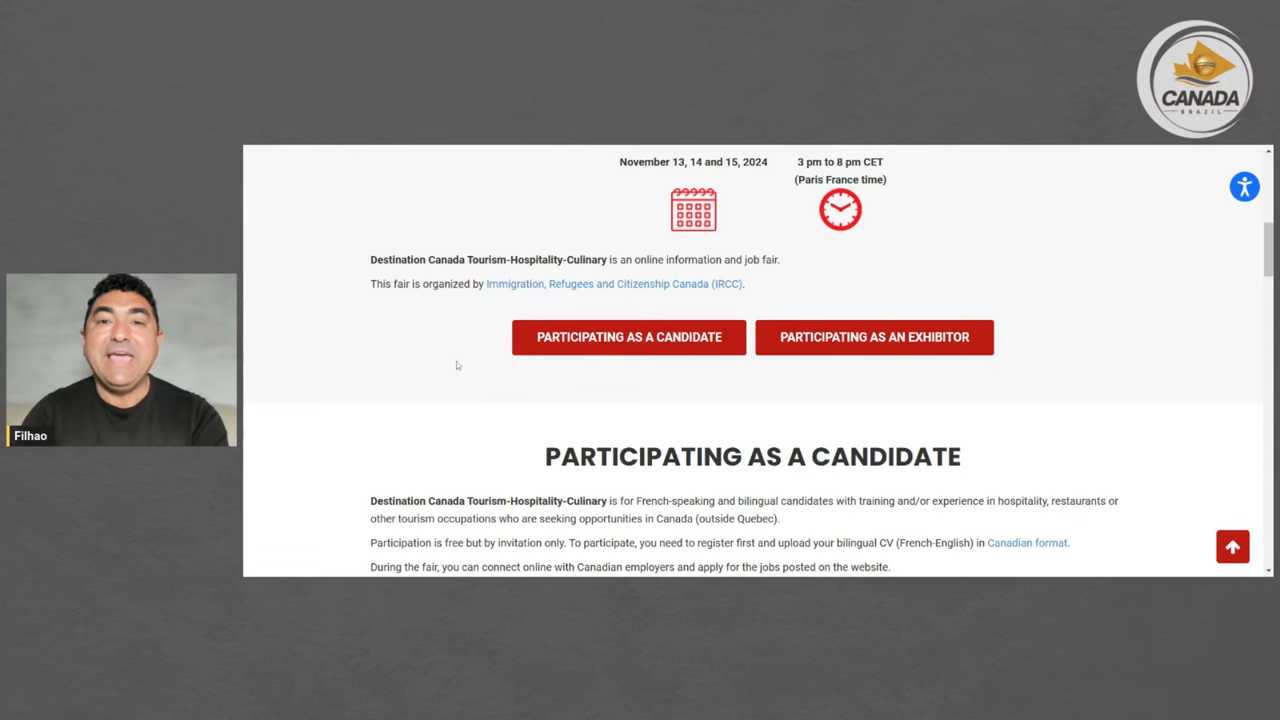 CANADA
BRAZIL
November 13, 14 and 15, 2024
3 pm to 8 pm CET
(Paris France time)
Destination Canada Tourism-Hospitality-Culinary is an online information and job fair.
This fair is organized by Immigration, Refugees and Citizenship Canada (IRCC).
PARTICIPATING AS A CANDIDATE
PARTICIPATING AS AN EXHIBITOR
Filhao
PARTICIPATING AS A CANDIDATE
Destination Canada Tourism-Hospitality-Culinary is for French-speaking and bilingual candidates with training and/or experience in hospitality, restaurants or
other tourism occupations who are seeking opportunities in Canada (outside Quebec).
Participation is free but by invitation only. To participate, you need to register first and upload your bilingual CV (French-English) in Canadian format.
During the fair, you can connect online with Canadian employers and apply for the jobs posted on the website.